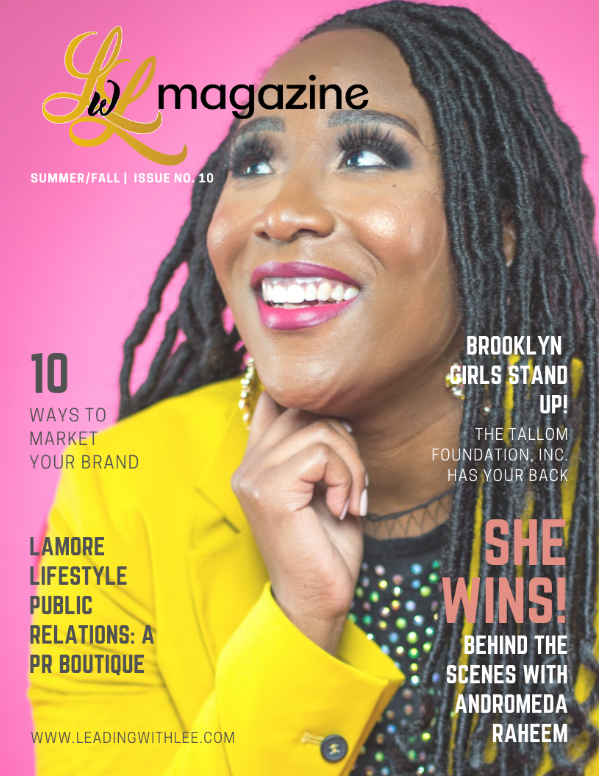 LwL magazine
SUMMER/FALL | ISSUE NO. 10
10
WAYS TO
MARKET
YOUR BRAND
LAMORE
LIFESTYLE
PUBLIC
RELATIONS: A
PR BOUTIQUE
WWW.LEADINGWITHLEE.COM
BROOKLYN
GIRLS STAND
UP!
THE TALLOM
FOUNDATION, INC.
HAS YOUR BACK
SHE
WINS!
BEHIND THE
SCENES WITH
ANDROMEDA
RAHEEM